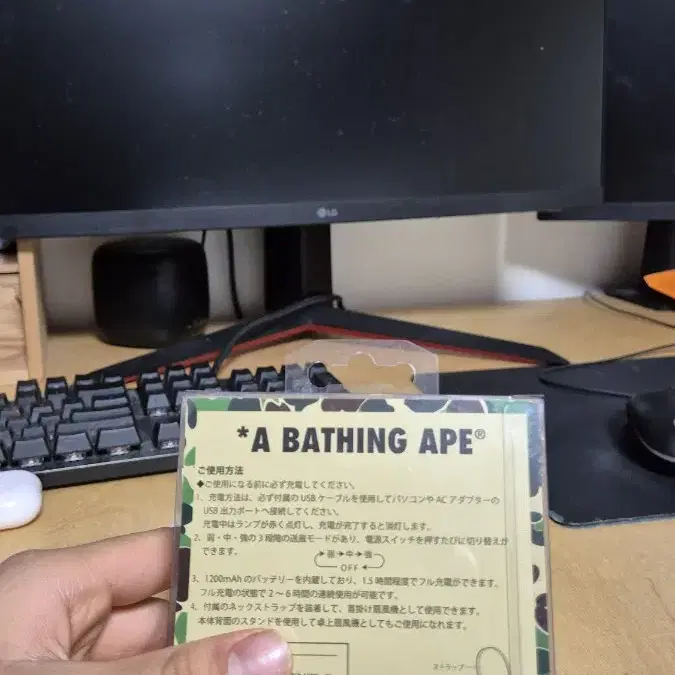 LG
*A BATHING APE®
ご使用方法
◆ご使用になる前に必ず充電してください。
1、充電方法は、必ず付属のUSBケーブルを使用してパソコンやACアダプターの
USB出力ポートへ接続してください。
充電中はランプが赤く点灯し、充電が完了すると消灯します。
2、弱・中・強の3段階の送風モードがあり、電源スイッチを押すたびに切り替えが
できます。
弱→中→強
OFF
3、1200mAhのバッテリーを内蔵しており、1.5時間程度でフル充電ができます。
フル充電の状態で2〜6時間の連続使用が可能です。
4、付属のネックストラップを装着して、首掛け扇風機として使用できます。
本体背面のスタンドを使用して卓上扇風機としてもご使用になれます。
ストラップ